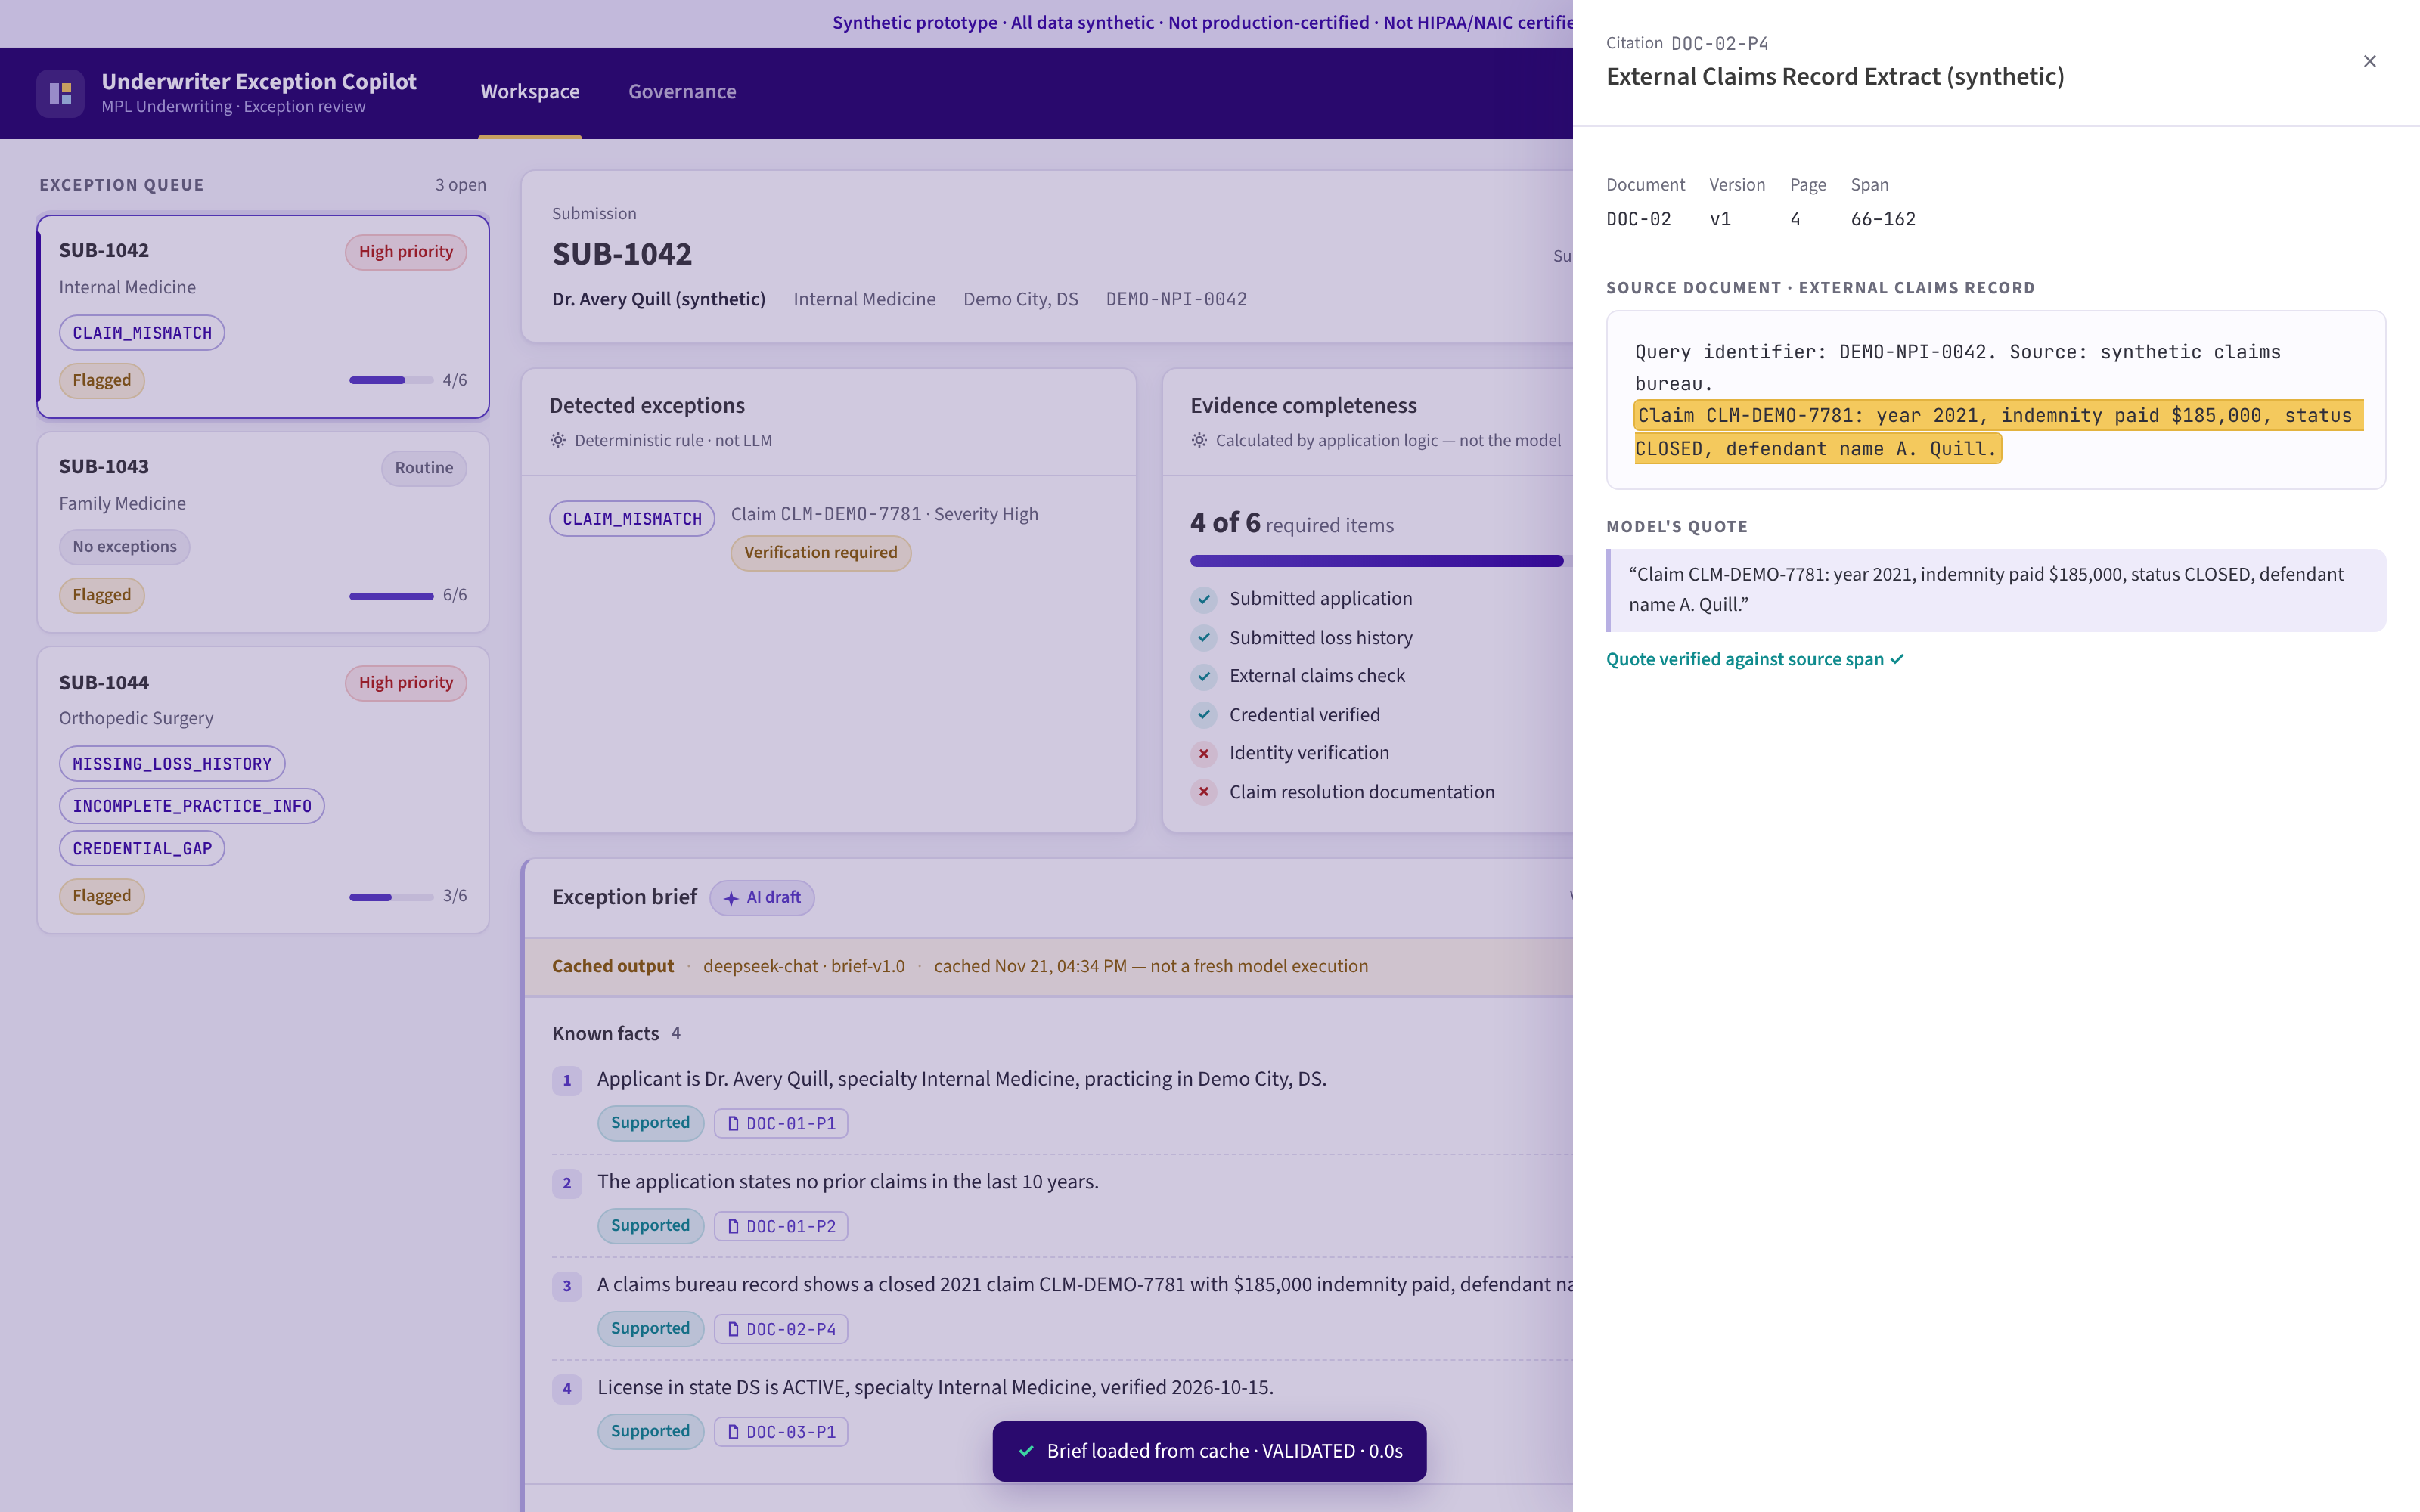 Synthetic prototype · All data synthetic · Not production-certified · Not HIPAA/NAIC
Underwriter Exception Copilot
MPL Underwriting · Exception review
Workspace
Governance
EXCEPTION QUEUE
3 open
SUB-1042
High priority
Internal Medicine
CLAIM_MISMATCH
Flagged
4/6
SUB-1043
Routine
Family Medicine
No exceptions
Flagged
6/6
SUB-1044
High priority
Orthopedic Surgery
MISSING_LOSS_HISTORY
INCOMPLETE_PRACTICE_INFO
CREDENTIAL_GAP
Flagged
3/6
Submission
SUB-1042
Dr. Avery Quill (synthetic)
Internal Medicine
Demo City, DS
DEMO-NPI-0042
Detected exceptions
Deterministic rule · not LLM
CLAIM_MISMATCH
Claim CLM-DEMO-7781 · Severity High
Verification required
Evidence completeness
Calculated by application logic — not the model
4 of 6 required items
Submitted application
Submitted loss history
External claims check
Credential verified
Identity verification
Claim resolution documentation
Exception brief
AI draft
Cached output · deepseek-chat · brief-v1.0 · cached Nov 21, 04:34 PM — not a fresh model execution
Known facts 4
1 Applicant is Dr. Avery Quill, specialty Internal Medicine, practicing in Demo City, DS.
Supported
DOC-01-P1
2 The application states no prior claims in the last 10 years.
Supported
DOC-01-P2
3 A claims bureau record shows a closed 2021 claim CLM-DEMO-7781 with $185,000 indemnity paid, defendant
Supported
DOC-02-P4
4 License in state DS is ACTIVE, specialty Internal Medicine, verified 2026-10-15.
Supported
DOC-03-P1
Brief loaded from cache · VALIDATED · 0.0s
Citation DOC-02-P4
External Claims Record Extract (synthetic)
Document Version Page Span
DOC-02 v1 4 66–162
SOURCE DOCUMENT · EXTERNAL CLAIMS RECORD
Query identifier: DEMO-NPI-0042. Source: synthetic claims
bureau.
Claim CLM-DEMO-7781: year 2021, indemnity paid $185,000, status
CLOSED, defendant name A. Quill.
MODEL'S QUOTE
“Claim CLM-DEMO-7781: year 2021, indemnity paid $185,000, status CLOSED, defendant
name A. Quill.”
Quote verified against source span